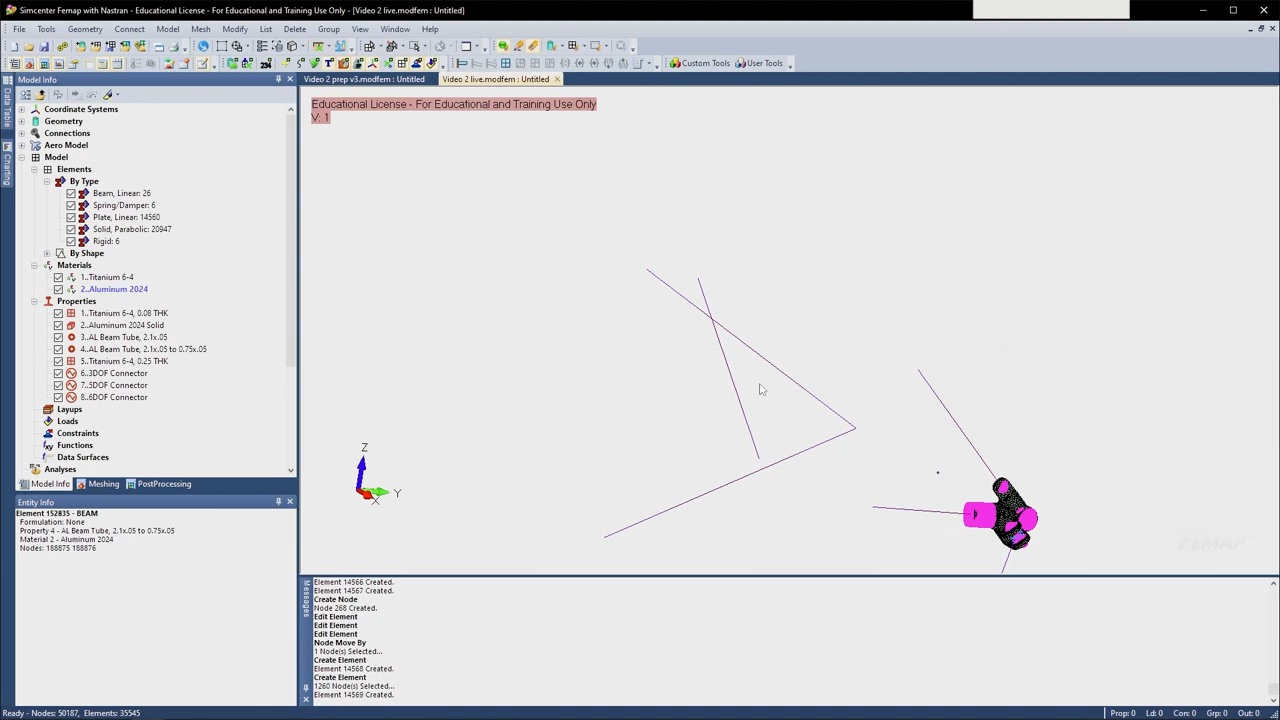 Simcenter Femap with Nastran - Educational License - For Educational and Training Use Only - [Video 2 live.modfem : Untitled]
File Tools Geometry Connect Model Mesh Modify List Delete Group View Window Help
Custom Tools User Tools
Model Info
Video 2 prep v3.modfem : Untitled
Video 2 live.modfem : Untitled
Data Table
Charting
Educational License - For Educational and Training Use Only
V: 1
Coordinate Systems
Geometry
Connections
Aero Model
Model
Elements
By Type
Beam, Linear: 26
Spring/Damper: 6
Plate, Linear: 14560
Solid, Parabolic: 20947
Rigid: 6
By Shape
Materials
1..Titanium 6-4
2..Aluminum 2024
Properties
1..Titanium 6-4, 0.08 THK
2..Aluminum 2024 Solid
3..AL Beam Tube, 2.1x.05
4..AL Beam Tube, 2.1x.05 to 0.75x.05
5..Titanium 6-4, 0.25 THK
6..3DOF Connector
7..5DOF Connector
8..6DOF Connector
Layups
Loads
Constraints
Functions
Data Surfaces
Analyses
Model Info Meshing PostProcessing
Z
Y
X
FEMAP
Entity Info
Element 152835 - BEAM
Formulation: None
Property 4 - AL Beam Tube, 2.1x.05 to 0.75x.05
Material 2 - Aluminum 2024
Nodes: 188875 188876
Messages
Element 14566 Created.
Element 14567 Created.
Create Node
Node 268 Created.
Edit Element
Edit Element
Edit Element
Node Move By
1 Node(s) Selected...
Create Element
Element 14568 Created.
Create Element
1260 Node(s) Selected...
Element 14569 Created.
Ready - Nodes: 50187, Elements: 35545
Prop: 0 Ld: 0 Con: 0 Grp: 0 Out: 0